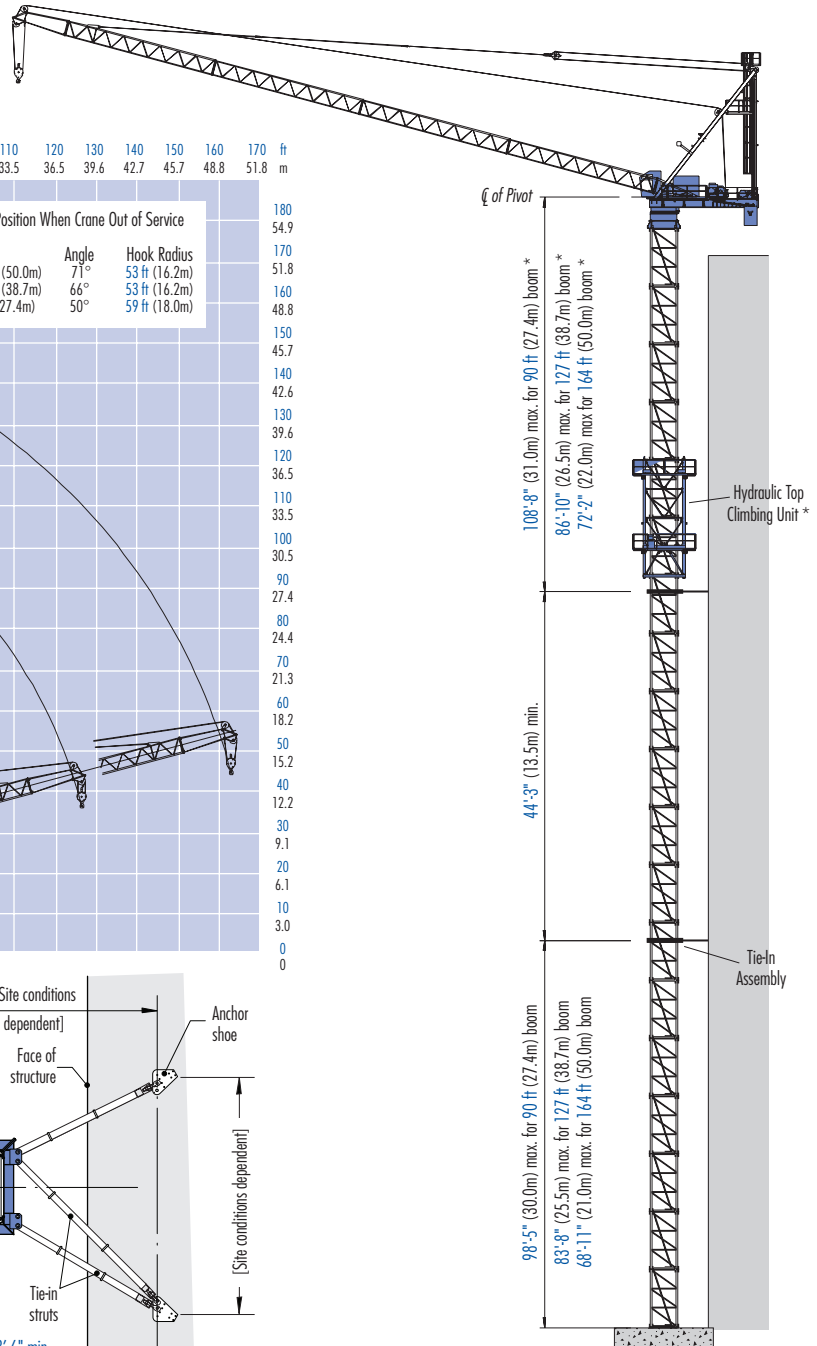 110 120 130 140 150 160 170 ft
33.5 36.5 39.6 42.7 45.7 48.8 51.8 m
Position When Crane Out of Service
Angle Hook Radius
(50.0m) 71° 53 ft (16.2m)
(38.7m) 66° 53 ft (16.2m)
27.4m) 50° 59 ft (18.0m)
180
54.9
170
51.8
160
48.8
150
45.7
140
42.6
130
39.6
120
36.5
110
33.5
100
30.5
90
27.4
80
24.4
70
21.3
60
18.2
50
15.2
40
12.2
30
9.1
20
6.1
10
3.0
0
0
℄ of Pivot
108'-8" (31.0m) max. for 90 ft (27.4m) boom *
86'-10" (26.5m) max. for 127 ft (38.7m) boom *
72'-2" (22.0m) max for 164 ft (50.0m) boom *
Hydraulic Top
Climbing Unit *
44'-3" (13.5m) min.
Tie-In
Assembly
98'-5" (30.0m) max. for 90 ft (27.4m) boom
83'-8" (25.5m) max. for 127 ft (38.7m) boom
68'-11" (21.0m) max. for 164 ft (50.0m) boom
Site conditions
dependent]
Anchor
shoe
Face of
structure
[Site conditions dependent]
Tie-in
struts
min